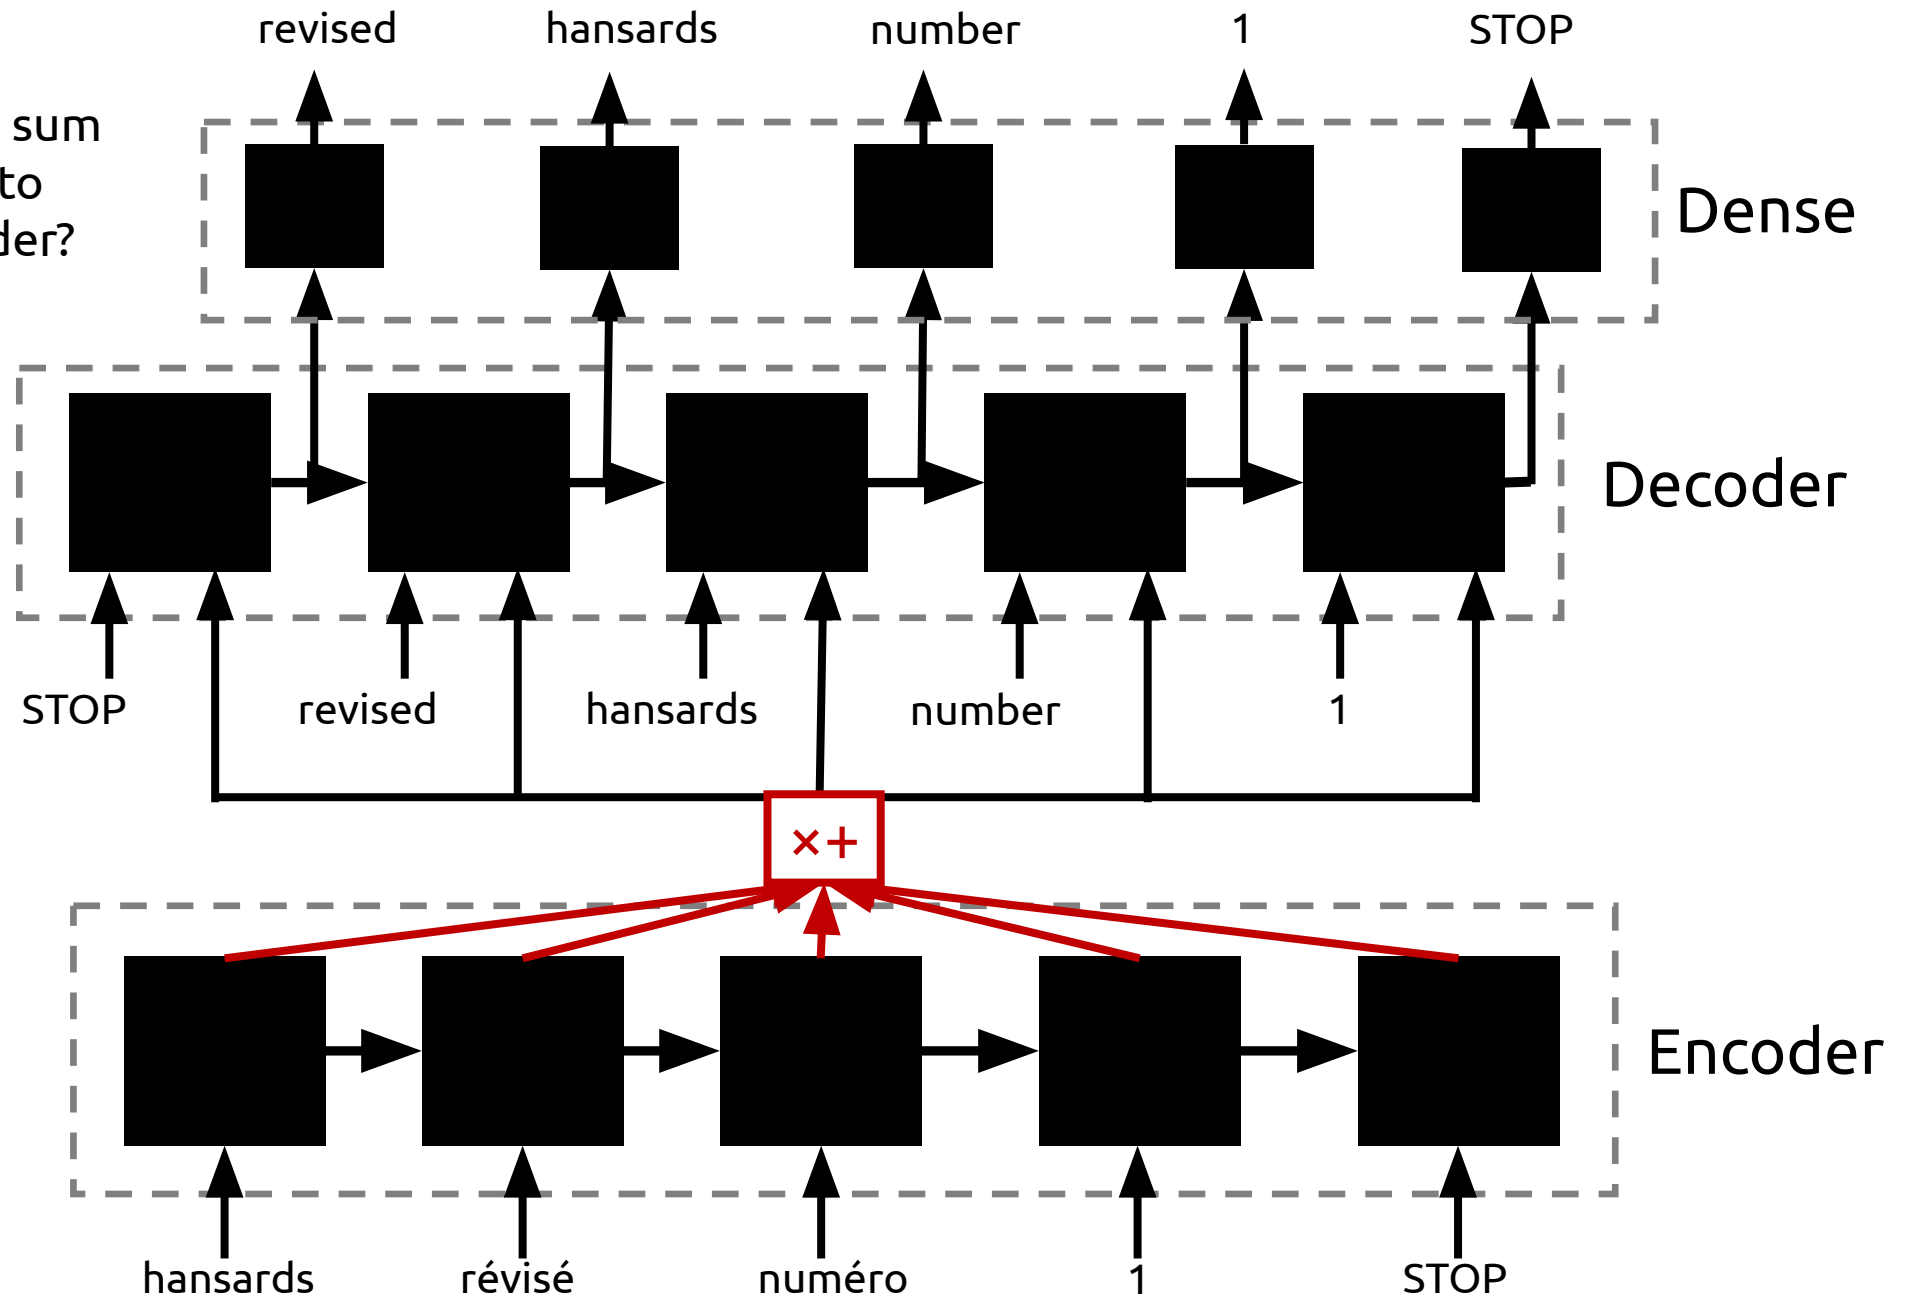 revised hansards number 1 STOP
sum
to
der?
Dense
Decoder
STOP revised hansards number 1
×+
Encoder
hansards révisé numéro 1 STOP